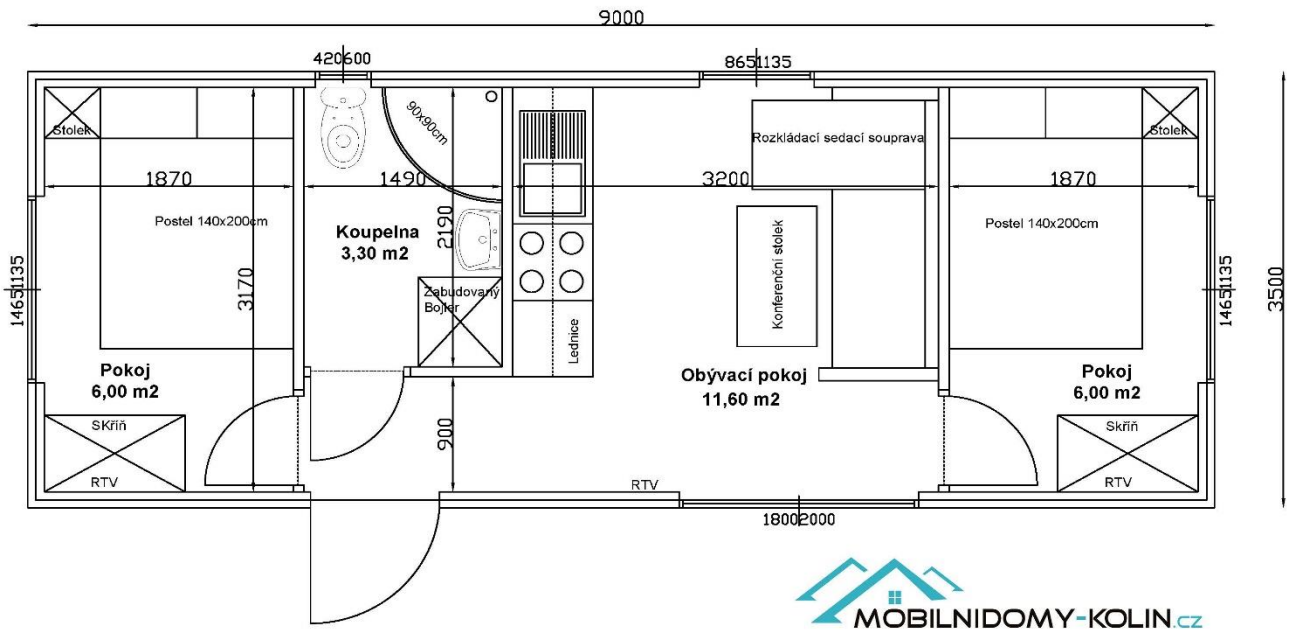 9000
420600
8651135
Stolek
90x90cm
Rozkládací sedací souprava
Stolek
1870
1490
3200
1870
Postel 140x200cm
Koupelna
3,30 m2
2190
Konferenční stolek
Postel 140x200cm
14651135
3170
Zabudovaný
Bojler
Lednice
14651135
3500
Pokoj
6,00 m2
Obývací pokoj
11,60 m2
Pokoj
6,00 m2
SKříň
RTV
900
RTV
Skříň
RTV
18002000
MOBILNIDOMY-KOLIN.CZ